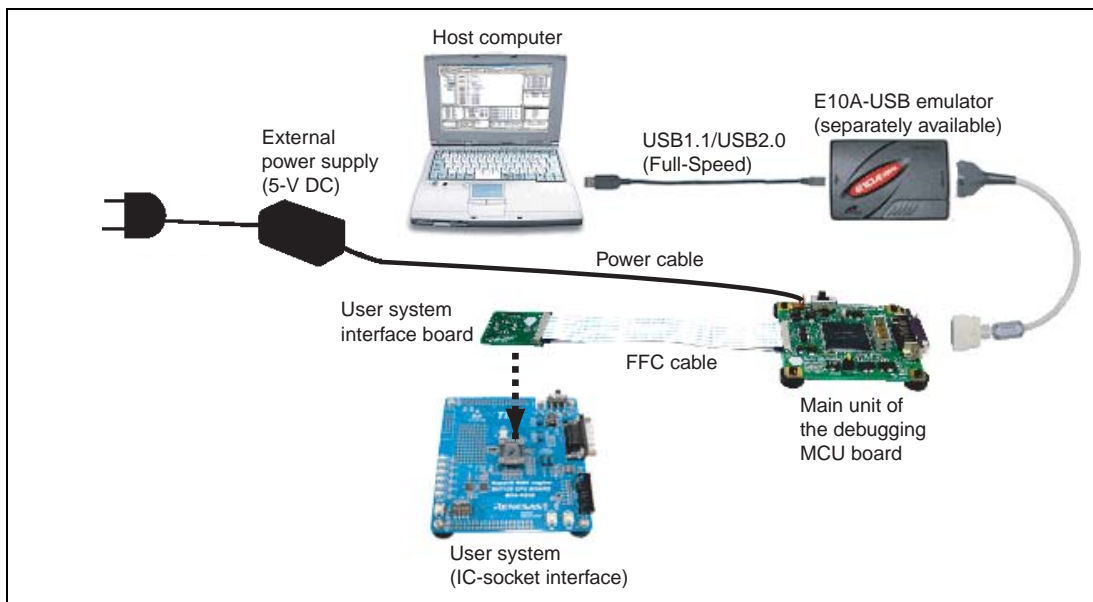 Host computer
E10A-USB emulator
(separately available)
External
power supply
(5-V DC)
USB1.1/USB2.0
(Full-Speed)
Power cable
User system
interface board
FFC cable
Main unit of
the debugging
MCU board
RENESAS
User system
(IC-socket interface)